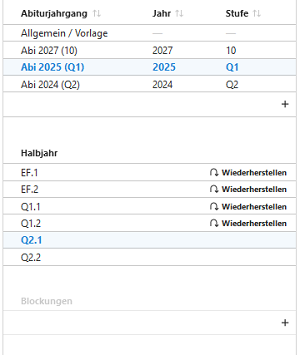 Abiturjahrgang Jahr Stufe
Allgemein / Vorlage — —
Abi 2027 (10) 2027 10
Abi 2025 (Q1) 2025 Q1
Abi 2024 (Q2) 2024 Q2
+
Halbjahr
EF.1 Wiederherstellen
EF.2 Wiederherstellen
Q1.1 Wiederherstellen
Q1.2 Wiederherstellen
Q2.1
Q2.2
Blockungen
+